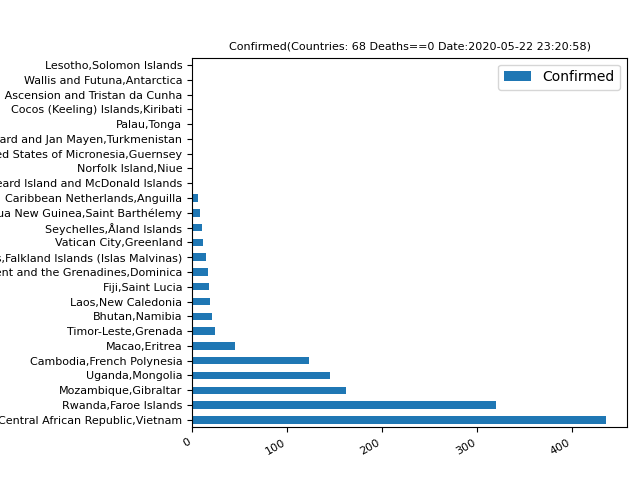 Confirmed(Countries: 68 Deaths==0 Date:2020-05-22 23:20:58)
Confirmed
Lesotho,Solomon Islands
Wallis and Futuna,Antarctica
Ascension and Tristan da Cunha
Cocos (Keeling) Islands,Kiribati
Palau,Tonga
ard and Jan Mayen,Turkmenistan
ed States of Micronesia,Guernsey
Norfolk Island,Niue
eard Island and McDonald Islands
Caribbean Netherlands,Anguilla
ua New Guinea,Saint Barthélemy
Seychelles,Åland Islands
Vatican City,Greenland
s,Falkland Islands (Islas Malvinas)
ent and the Grenadines,Dominica
Fiji,Saint Lucia
Laos,New Caledonia
Bhutan,Namibia
Timor-Leste,Grenada
Macao,Eritrea
Cambodia,French Polynesia
Uganda,Mongolia
Mozambique,Gibraltar
Rwanda,Faroe Islands
Central African Republic,Vietnam
0 100 200 300 400